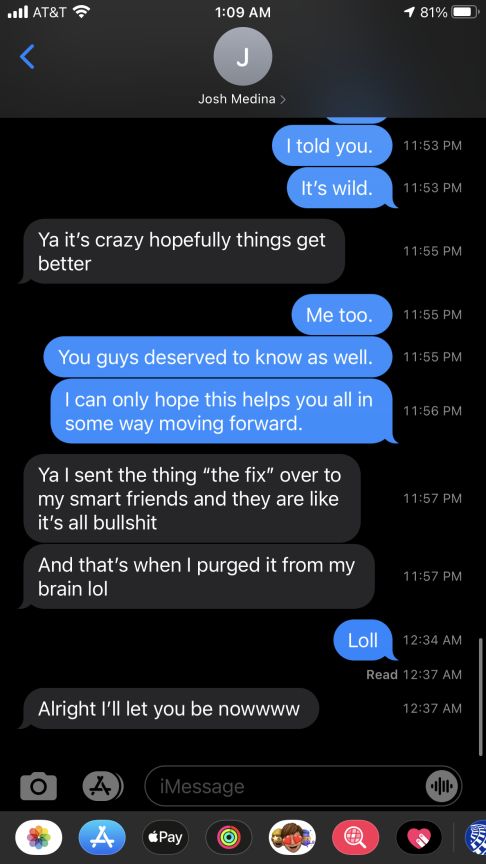 AT&T
1:09 AM
81%
J
Josh Medina
I told you.
11:53 PM
It’s wild.
11:53 PM
Ya it’s crazy hopefully things get
better
11:55 PM
Me too.
11:55 PM
You guys deserved to know as well.
11:55 PM
I can only hope this helps you all in
some way moving forward.
11:56 PM
Ya I sent the thing “the fix” over to
my smart friends and they are like
it’s all bullshit
11:57 PM
And that’s when I purged it from my
brain lol
11:57 PM
Loll
12:34 AM
Read 12:37 AM
Alright I’ll let you be nowwww
12:37 AM
iMessage
Pay